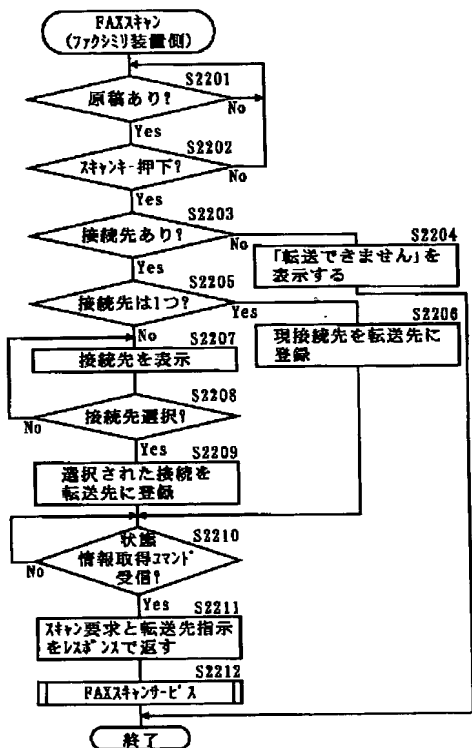 FAXスキャン
(ファクシミリ装置側)
S2201
原稿あり?
No
Yes
S2202
スキャンキー押下?
No
Yes
S2203
接続先あり?
No
S2204
「転送できません」を
表示する
Yes
S2205
接続先は1つ?
Yes
S2206
現接続先を転送先に
登録
No
S2207
接続先を表示
S2208
接続先選択?
No
Yes
S2209
選択された接続を
転送先に登録
S2210
状態
情報取得コマンド
受信?
No
Yes
S2211
スキャン要求と転送先指示
をレスポンスで返す
S2212
FAXスキャンサービス
終了